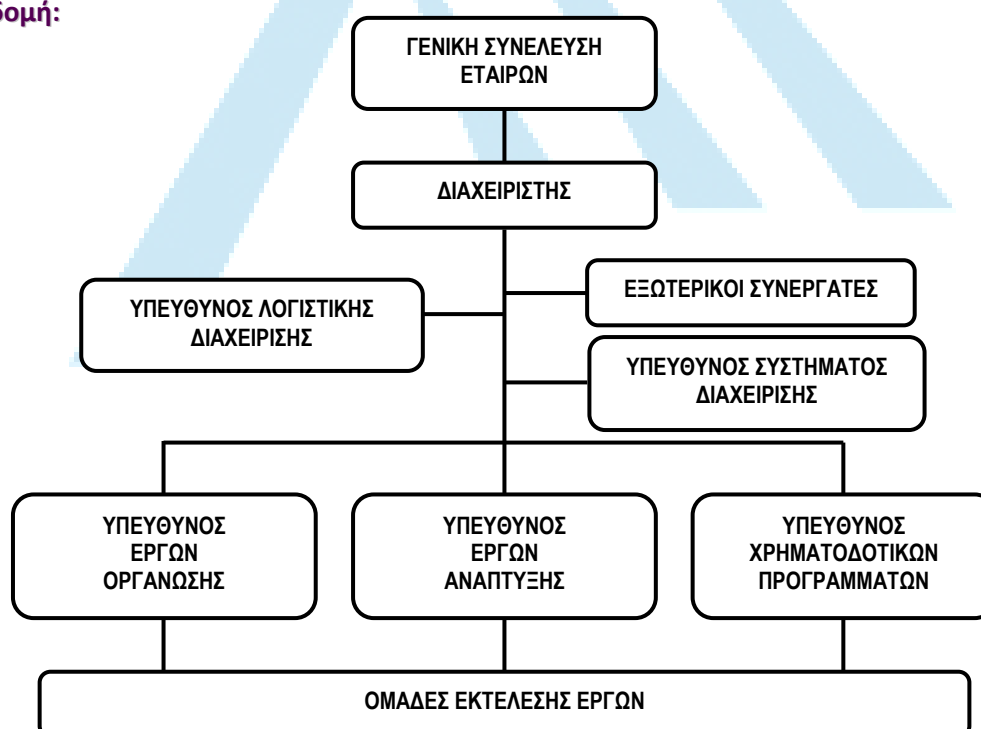 δομή:
ΓΕΝΙΚΗ ΣΥΝΕΛΕΥΣΗ
ΕΤΑΙΡΩΝ
ΔΙΑΧΕΙΡΙΣΤΗΣ
ΕΞΩΤΕΡΙΚΟΙ ΣΥΝΕΡΓΑΤΕΣ
ΥΠΕΥΘΥΝΟΣ ΛΟΓΙΣΤΙΚΗΣ
ΔΙΑΧΕΙΡΙΣΗΣ
ΥΠΕΥΘΥΝΟΣ ΣΥΣΤΗΜΑΤΟΣ
ΔΙΑΧΕΙΡΙΣΗΣ
ΥΠΕΥΘΥΝΟΣ
ΕΡΓΩΝ
ΟΡΓΑΝΩΣΗΣ
ΥΠΕΥΘΥΝΟΣ
ΕΡΓΩΝ
ΑΝΑΠΤΥΞΗΣ
ΥΠΕΥΘΥΝΟΣ
ΧΡΗΜΑΤΟΔΟΤΙΚΩΝ
ΠΡΟΓΡΑΜΜΑΤΩΝ
ΟΜΑΔΕΣ ΕΚΤΕΛΕΣΗΣ ΕΡΓΩΝ